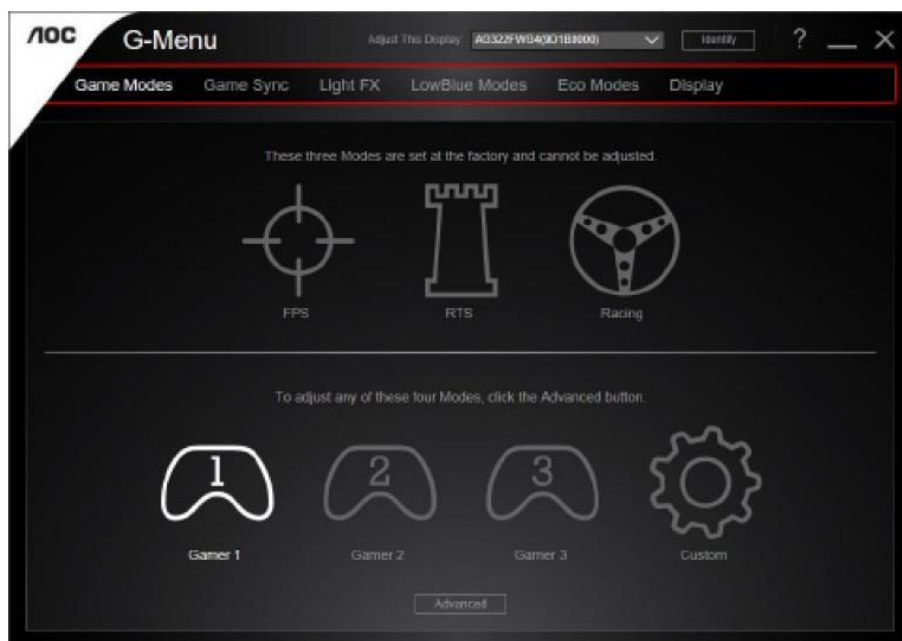 AOC G-Menu Adjust This Display: AG322FWG4(9D1B0000) Identify ?
Game Modes Game Sync Light FX LowBlue Modes Eco Modes Display
These three Modes are set at the factory and cannot be adjusted.
FPS RTS Racing
To adjust any of these four Modes, click the Advanced button.
1 2 3
Gamer 1 Gamer 2 Gamer 3 Custom
Advanced